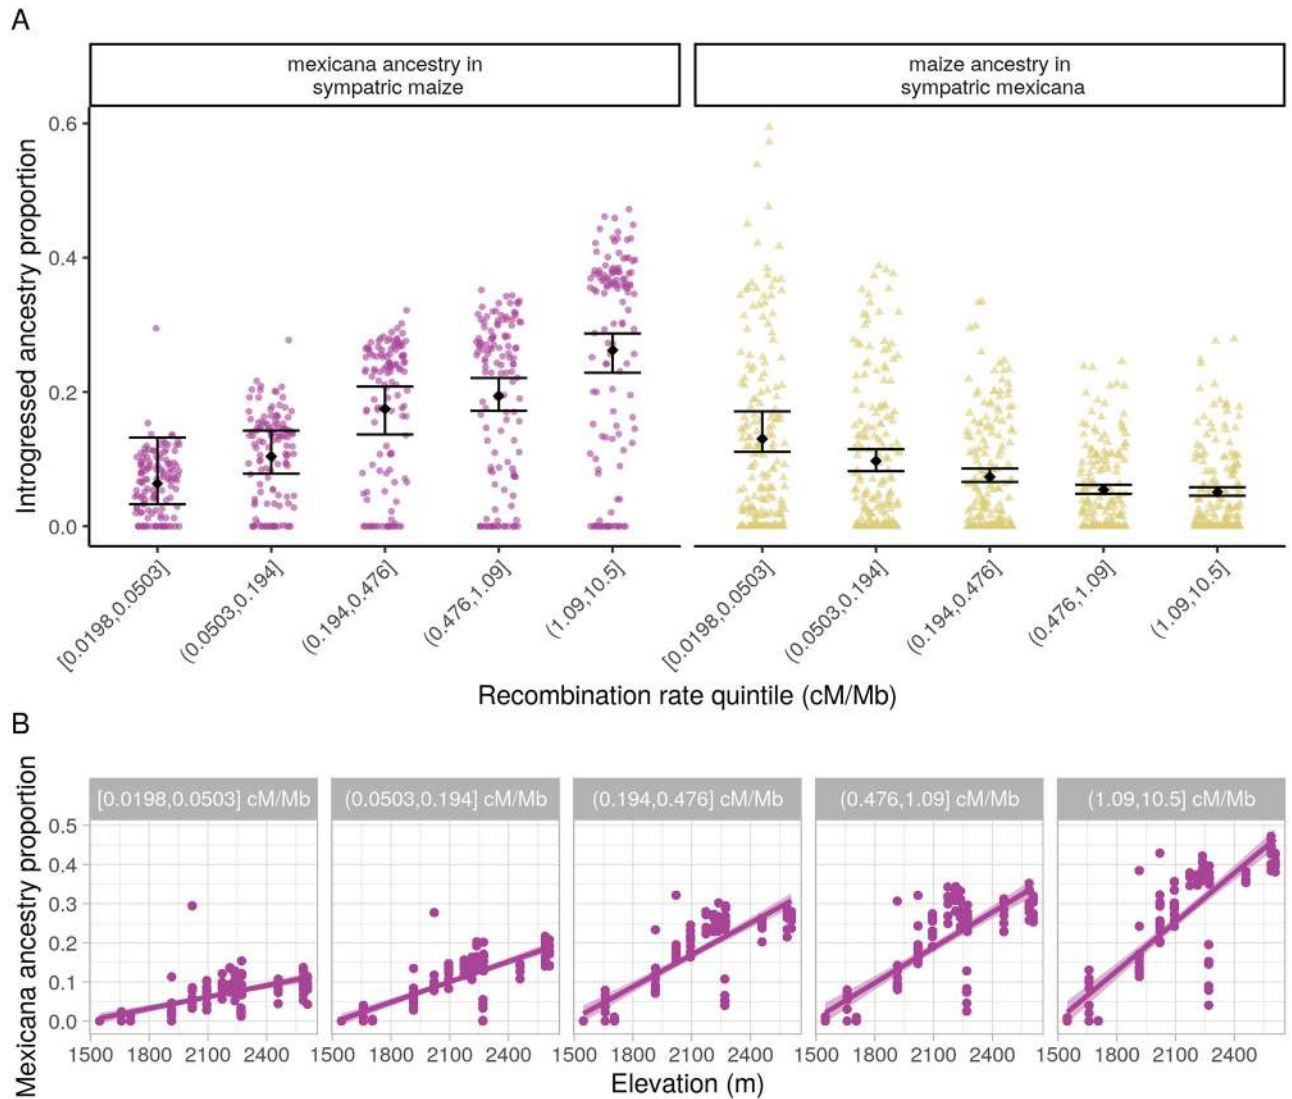 A
mexicana ancestry in
sympatric maize
maize ancestry in
sympatric mexicana
Introgressed ancestry proportion
0.6
0.4
0.2
0.0
[0.0198,0.0503]
(0.0503,0.194]
(0.194,0.476]
(0.476,1.09]
(1.09,10.5]
[0.0198,0.0503]
(0.0503,0.194]
(0.194,0.476]
(0.476,1.09]
(1.09,10.5]
Recombination rate quintile (cM/Mb)
B
Mexicana ancestry proportion
[0.0198,0.0503] cM/Mb
(0.0503,0.194] cM/Mb
(0.194,0.476] cM/Mb
(0.476,1.09] cM/Mb
(1.09,10.5] cM/Mb
0.5
0.4
0.3
0.2
0.1
0.0
1500 1800 2100 2400
1500 1800 2100 2400
1500 1800 2100 2400
1500 1800 2100 2400
1500 1800 2100 2400
Elevation (m)